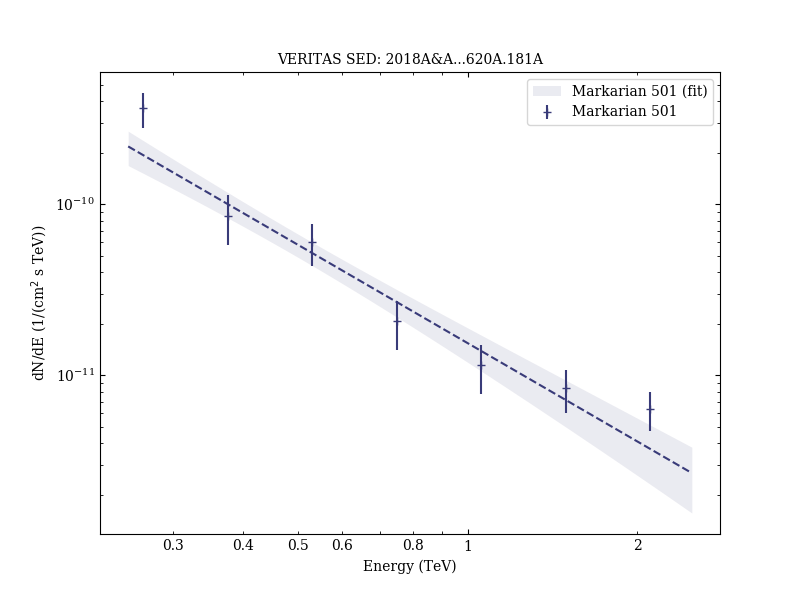 VERITAS SED: 2018A&A...620A.181A
Markarian 501 (fit)
Markarian 501
dN/dE (1/(cm² s TeV))
10⁻¹⁰
10⁻¹¹
0.3 0.4 0.5 0.6 0.8 1 2
Energy (TeV)